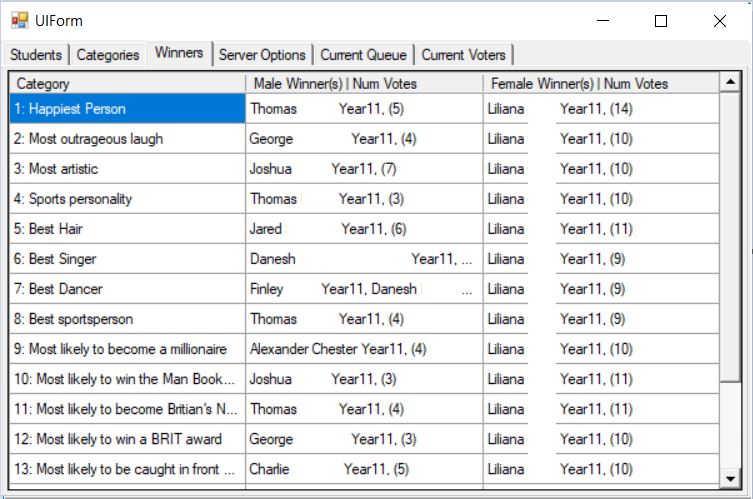 UIForm
Students Categories Winners Server Options Current Queue Current Voters
Category Male Winner(s) | Num Votes Female Winner(s) | Num Votes
1: Happiest Person Thomas Year11, (5) Liliana Year11, (14)
2: Most outrageous laugh George Year11, (4) Liliana Year11, (10)
3: Most artistic Joshua Year11, (7) Liliana Year11, (10)
4: Sports personality Thomas Year11, (3) Liliana Year11, (10)
5: Best Hair Jared Year11, (6) Liliana Year11, (11)
6: Best Singer Danesh Year11, ... Liliana Year11, (9)
7: Best Dancer Finley Year11, Danesh ... Liliana Year11, (9)
8: Best sportsperson Thomas Year11, (4) Liliana Year11, (9)
9: Most likely to become a millionaire Alexander Chester Year11, (4) Liliana Year11, (10)
10: Most likely to win the Man Book... Joshua Year11, (3) Liliana Year11, (11)
11: Most likely to become Britian's N... Thomas Year11, (4) Liliana Year11, (11)
12: Most likely to win a BRIT award George Year11, (3) Liliana Year11, (10)
13: Most likely to be caught in front ... Charlie Year11, (5) Liliana Year11, (10)